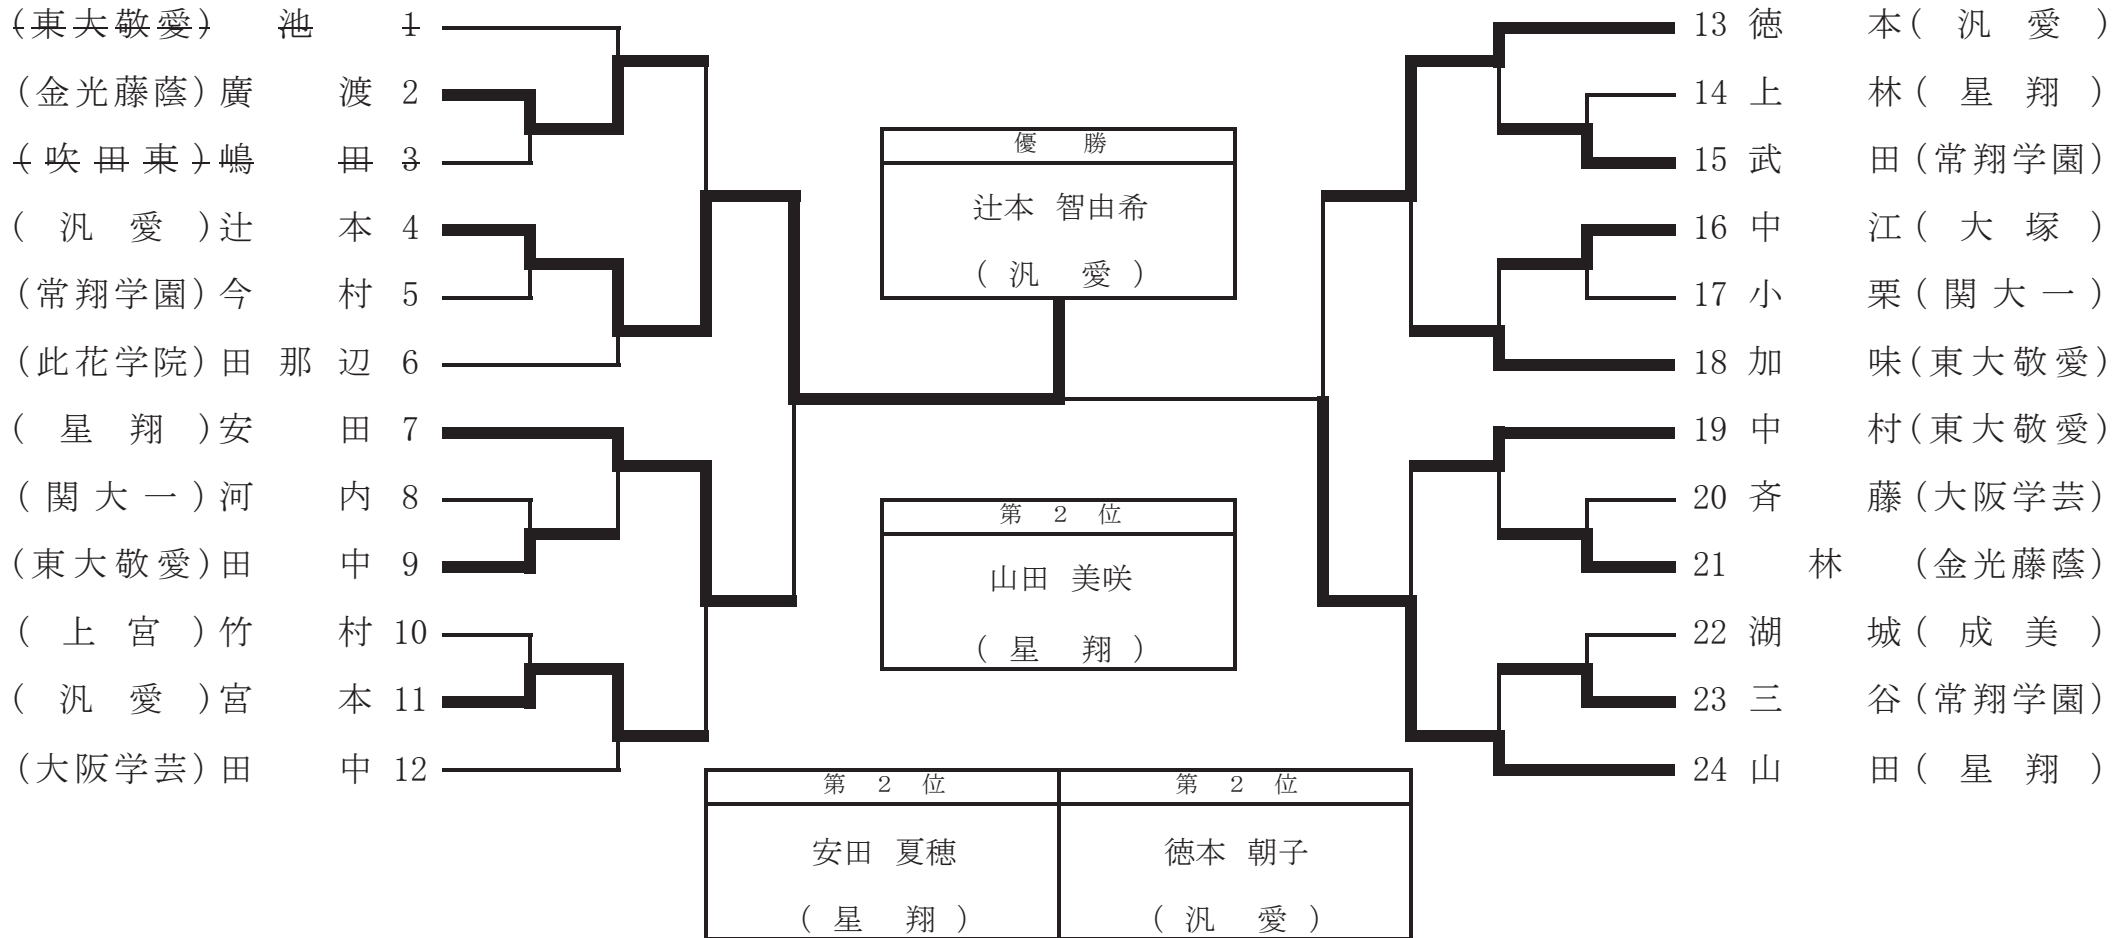 (東大敬愛) 池 1
(金光藤蔭) 廣渡 2
(吹田東) 嶋田 3
(汎愛) 辻本 4
(常翔学園) 今村 5
(此花学院) 田那辺 6
(星翔) 安田 7
(関大一) 河内 8
(東大敬愛) 田中 9
(上宮) 竹村 10
(汎愛) 宮本 11
(大阪学芸) 田中 12
優勝
辻本 智由希
(汎愛)
第2位
山田 美咲
(星翔)
第2位
安田 夏穂
(星翔)
第2位
徳本 朝子
(汎愛)
13 徳本 (汎愛)
14 上林 (星翔)
15 武田 (常翔学園)
16 中江 (大塚)
17 小栗 (関大一)
18 加味 (東大敬愛)
19 中村 (東大敬愛)
20 斉藤 (大阪学芸)
21 林 (金光藤蔭)
22 湖城 (成美)
23 三谷 (常翔学園)
24 山田 (星翔)